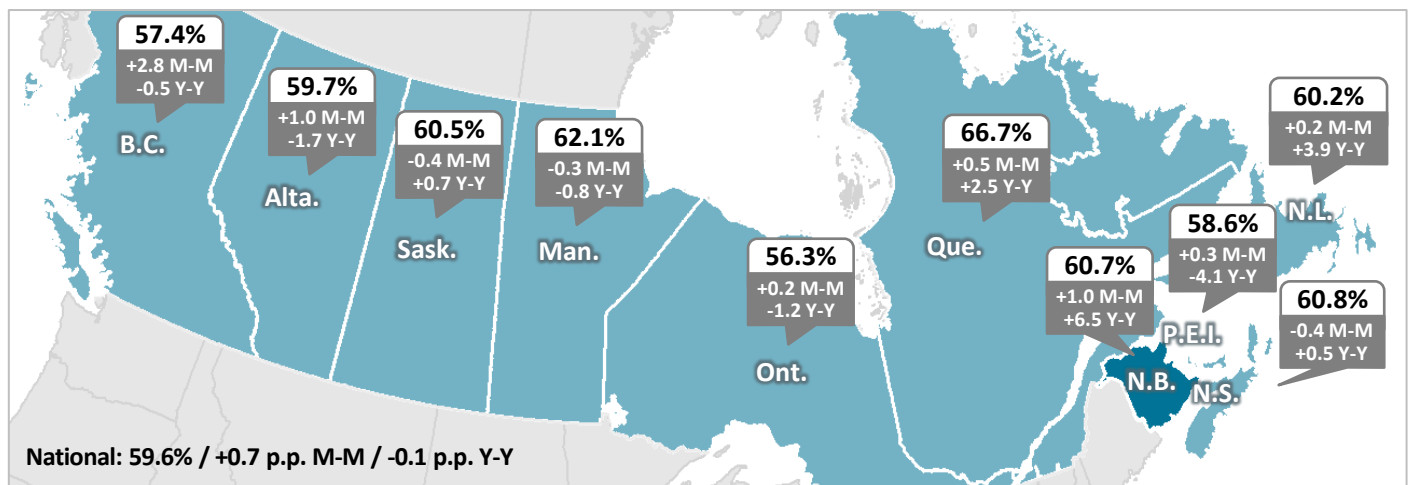 57.4%
+2.8 M-M
-0.5 Y-Y
B.C.
59.7%
+1.0 M-M
-1.7 Y-Y
Alta.
60.5%
-0.4 M-M
+0.7 Y-Y
Sask.
62.1%
-0.3 M-M
-0.8 Y-Y
Man.
56.3%
+0.2 M-M
-1.2 Y-Y
Ont.
66.7%
+0.5 M-M
+2.5 Y-Y
Que.
60.2%
+0.2 M-M
+3.9 Y-Y
N.L.
58.6%
+0.3 M-M
-4.1 Y-Y
P.E.I.
60.7%
+1.0 M-M
+6.5 Y-Y
N.B.
60.8%
-0.4 M-M
+0.5 Y-Y
N.S.
National: 59.6% / +0.7 p.p. M-M / -0.1 p.p. Y-Y